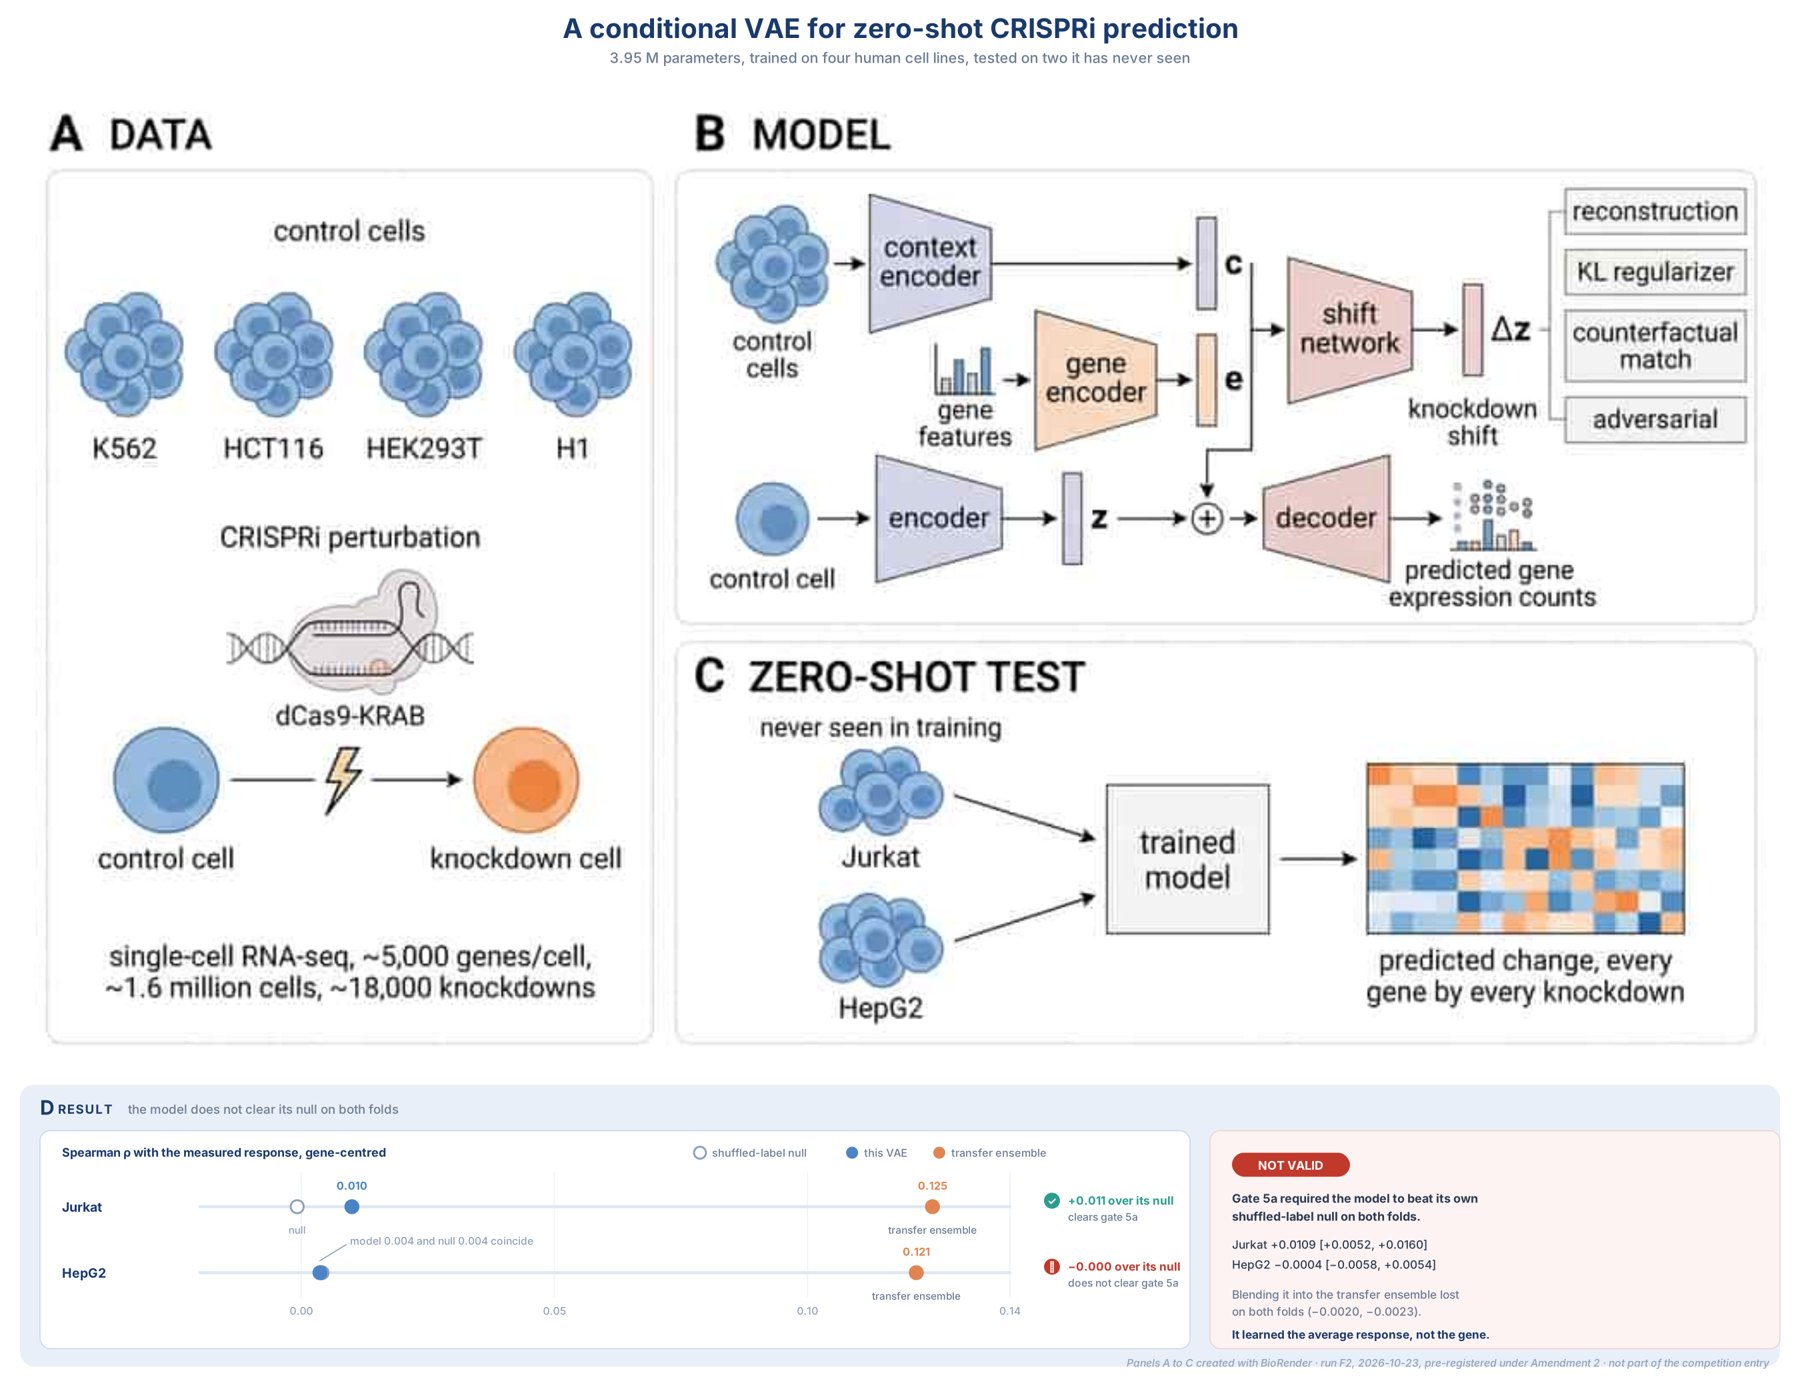 A conditional VAE for zero-shot CRISPRi prediction
3.95 M parameters, trained on four human cell lines, tested on two it has never seen
A DATA
control cells
K562
HCT116
HEK293T
H1
CRISPRi perturbation
dCas9-KRAB
control cell
knockdown cell
single-cell RNA-seq, ~5,000 genes/cell,
~1.6 million cells, ~18,000 knockdowns
B MODEL
control
cells
context
encoder
c
gene
features
gene
encoder
e
shift
network
Δz
knockdown
shift
reconstruction
KL regularizer
counterfactual
match
adversarial
control cell
encoder
z
+
decoder
predicted gene
expression counts
C ZERO-SHOT TEST
never seen in training
Jurkat
HepG2
trained
model
predicted change, every
gene by every knockdown
D RESULT the model does not clear its null on both folds
Spearman ρ with the measured response, gene-centred
shuffled-label null
this VAE
transfer ensemble
Jurkat
0.010
0.125
null
transfer ensemble
+0.011 over its null
clears gate 5a
model 0.004 and null 0.004 coincide
HepG2
0.121
transfer ensemble
−0.000 over its null
does not clear gate 5a
0.00
0.05
0.10
0.14
NOT VALID
Gate 5a required the model to beat its own
shuffled-label null on both folds.
Jurkat +0.0109 [+0.0052, +0.0160]
HepG2 −0.0004 [−0.0058, +0.0054]
Blending it into the transfer ensemble lost
on both folds (−0.0020, −0.0023).
It learned the average response, not the gene.
Panels A to C created with BioRender · run F2, 2026-10-23, pre-registered under Amendment 2 · not part of the competition entry